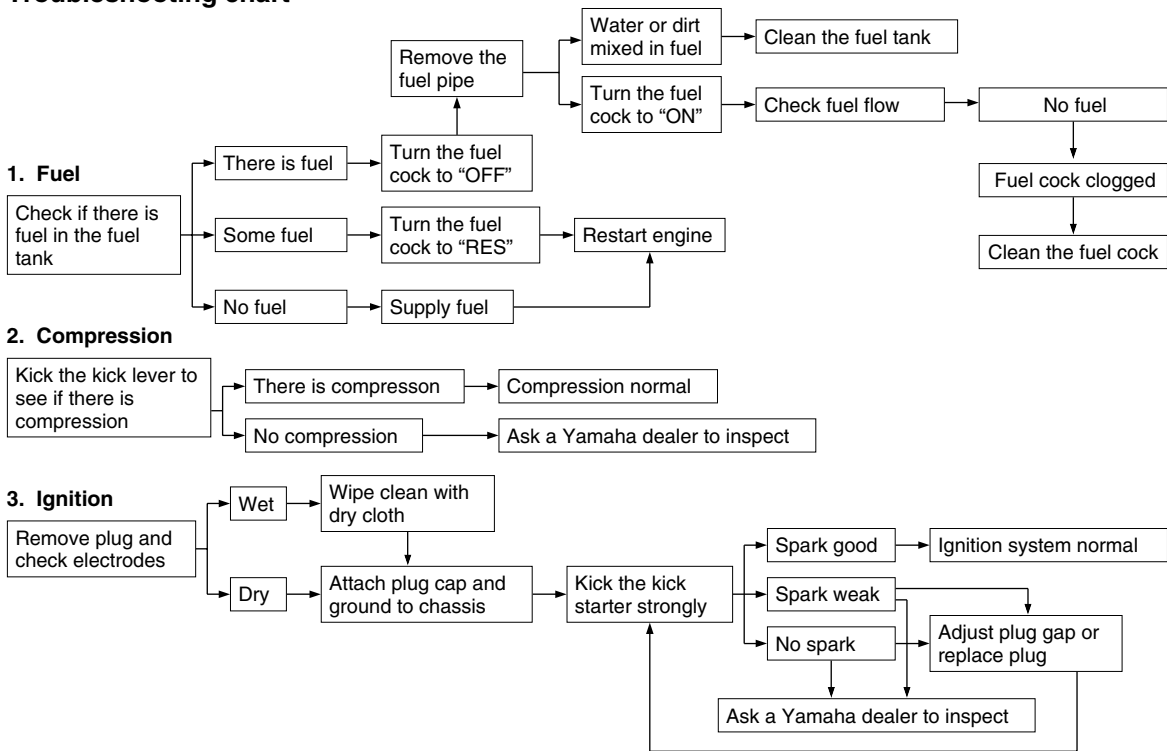 Troubleshooting chart
Water or dirt
mixed in fuel
Clean the fuel tank
Remove the
fuel pipe
Turn the fuel
cock to “ON”
Check fuel flow
No fuel
There is fuel
Turn the fuel
cock to “OFF”
1. Fuel
Fuel cock clogged
Check if there is
fuel in the fuel
tank
Some fuel
Turn the fuel
cock to “RES”
Restart engine
Clean the fuel cock
No fuel
Supply fuel
2. Compression
Kick the kick lever to
see if there is
compression
There is compresson
Compression normal
No compression
Ask a Yamaha dealer to inspect
3. Ignition
Remove plug and
check electrodes
Wet
Wipe clean with
dry cloth
Dry
Attach plug cap and
ground to chassis
Kick the kick
starter strongly
Spark good
Ignition system normal
Spark weak
No spark
Adjust plug gap or
replace plug
Ask a Yamaha dealer to inspect